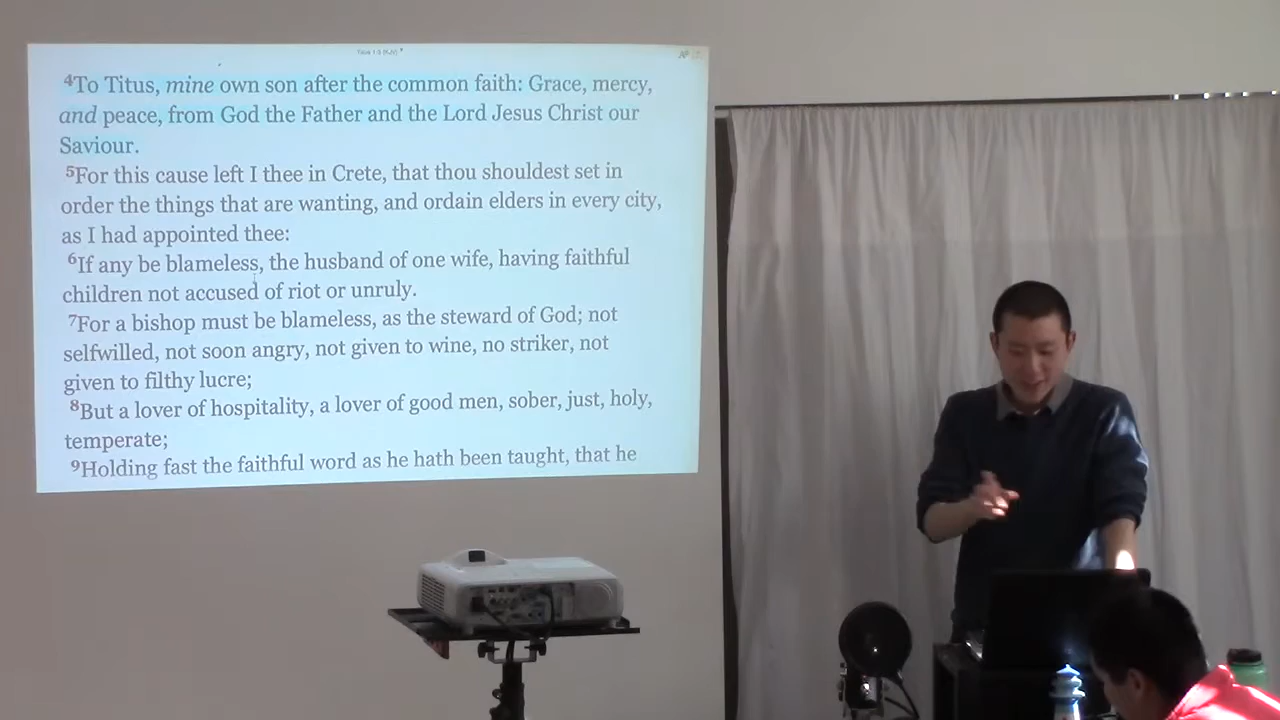 4To Titus, mine own son after the common faith: Grace, mercy,
and peace, from God the Father and the Lord Jesus Christ our
Saviour.
5For this cause left I thee in Crete, that thou shouldest set in
order the things that are wanting, and ordain elders in every city,
as I had appointed thee:
6If any be blameless, the husband of one wife, having faithful
children not accused of riot or unruly.
7For a bishop must be blameless, as the steward of God; not
selfwilled, not soon angry, not given to wine, no striker, not
given to filthy lucre;
8But a lover of hospitality, a lover of good men, sober, just, holy,
temperate;
9Holding fast the faithful word as he hath been taught, that he